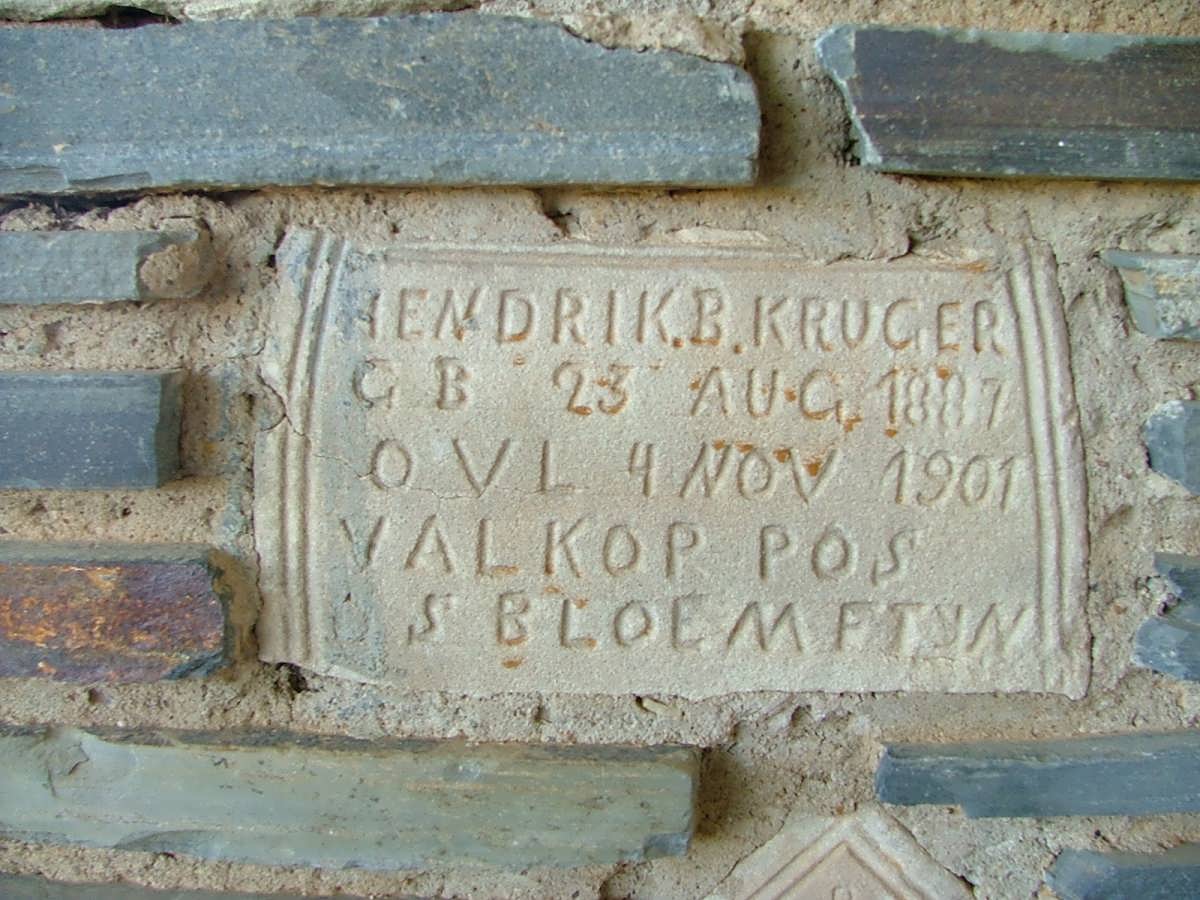 HENDRIK.B.KRUGER
GB 23 AUG. 1887
OVL 4 NOV 1901
VALKOP POS
S BLOEMFTYN